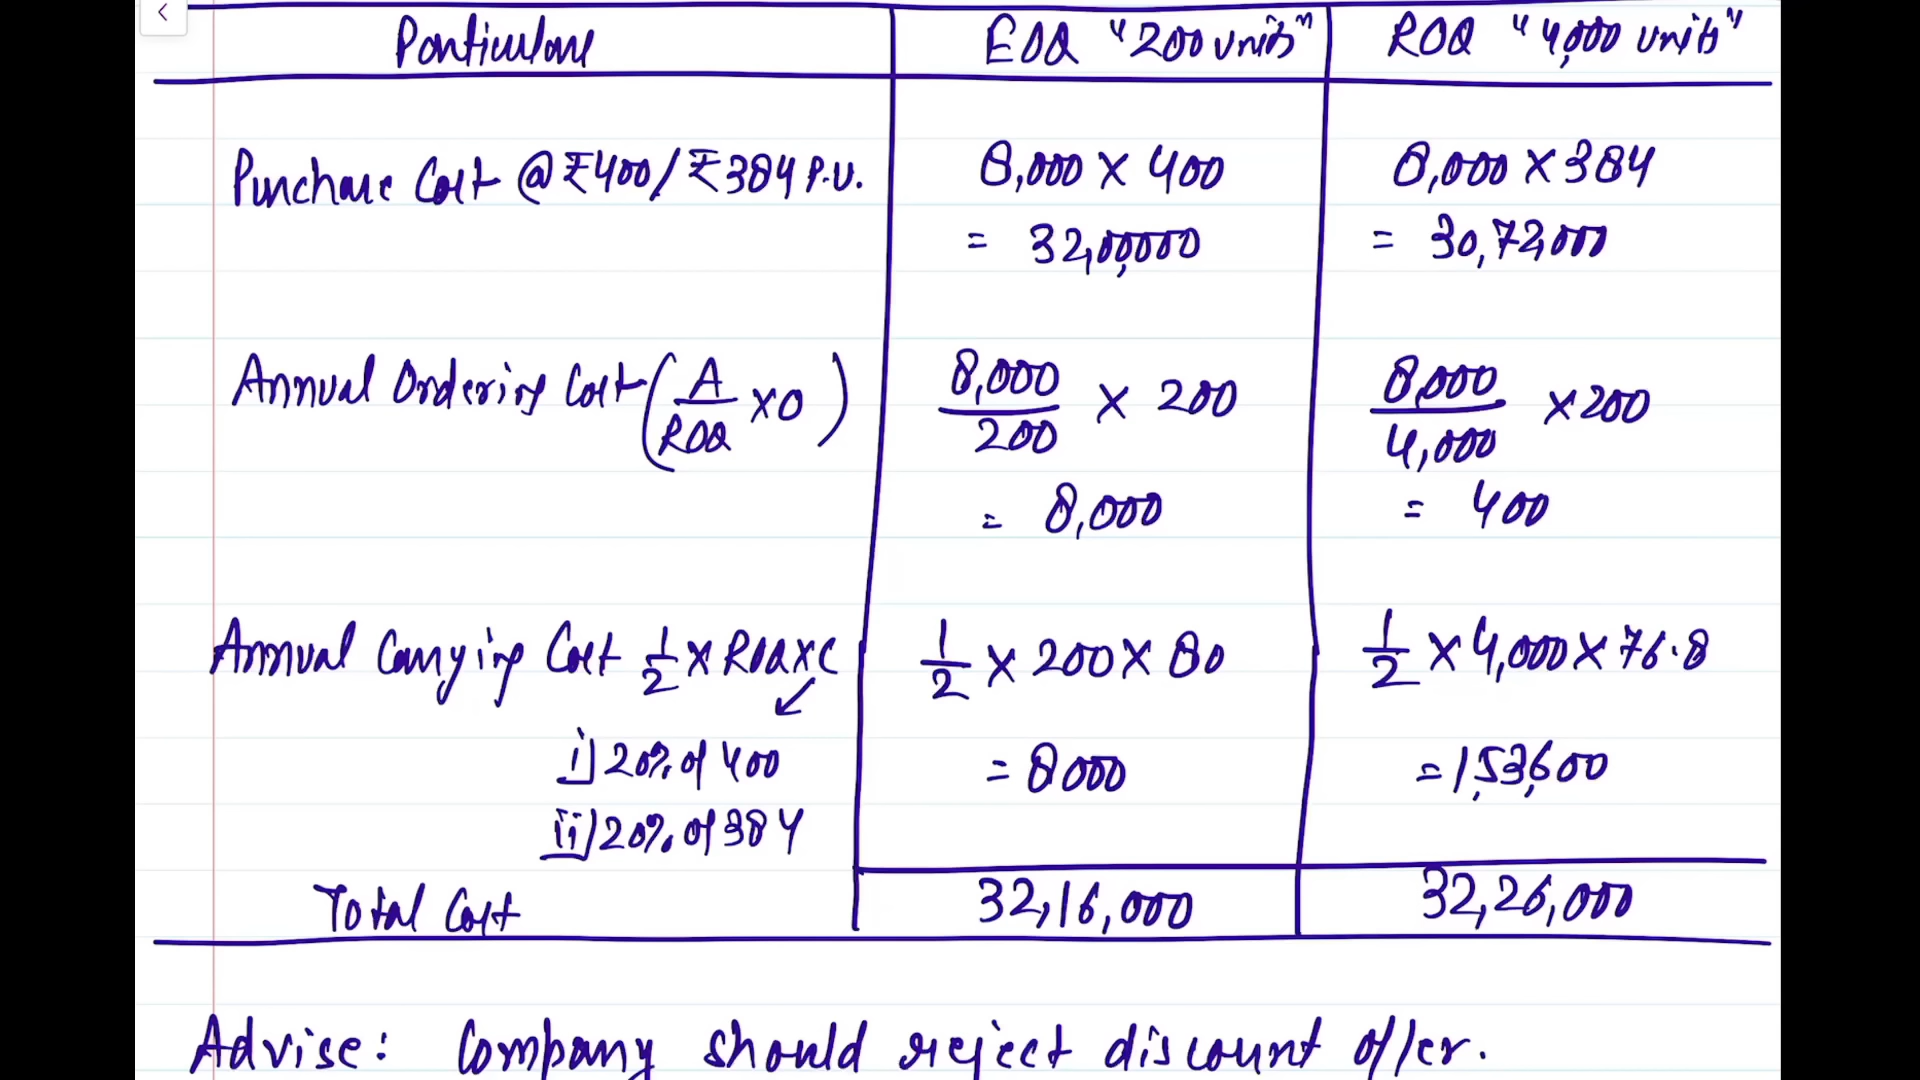 Particulars EOQ "200 units" ROQ "4,000 units"
Purchase Cost @ ₹400/₹384 P.U. 8,000 X 400 8,000 X 384
= 32,00,000 = 30,72,000
Annual Ordering Cost (A/ROQ XO) 8,000/200 X 200 8,000/4,000 X 200
= 8,000 = 400
Annual Carrying Cost 1/2 X ROQ X C 1/2 X 200 X 80 1/2 X 4,000 X 76.8
i) 20% of 400 = 8000 = 1,53,600
ii) 20% of 384
Total Cost 32,16,000 32,26,000
Advise: Company should reject discount offer.